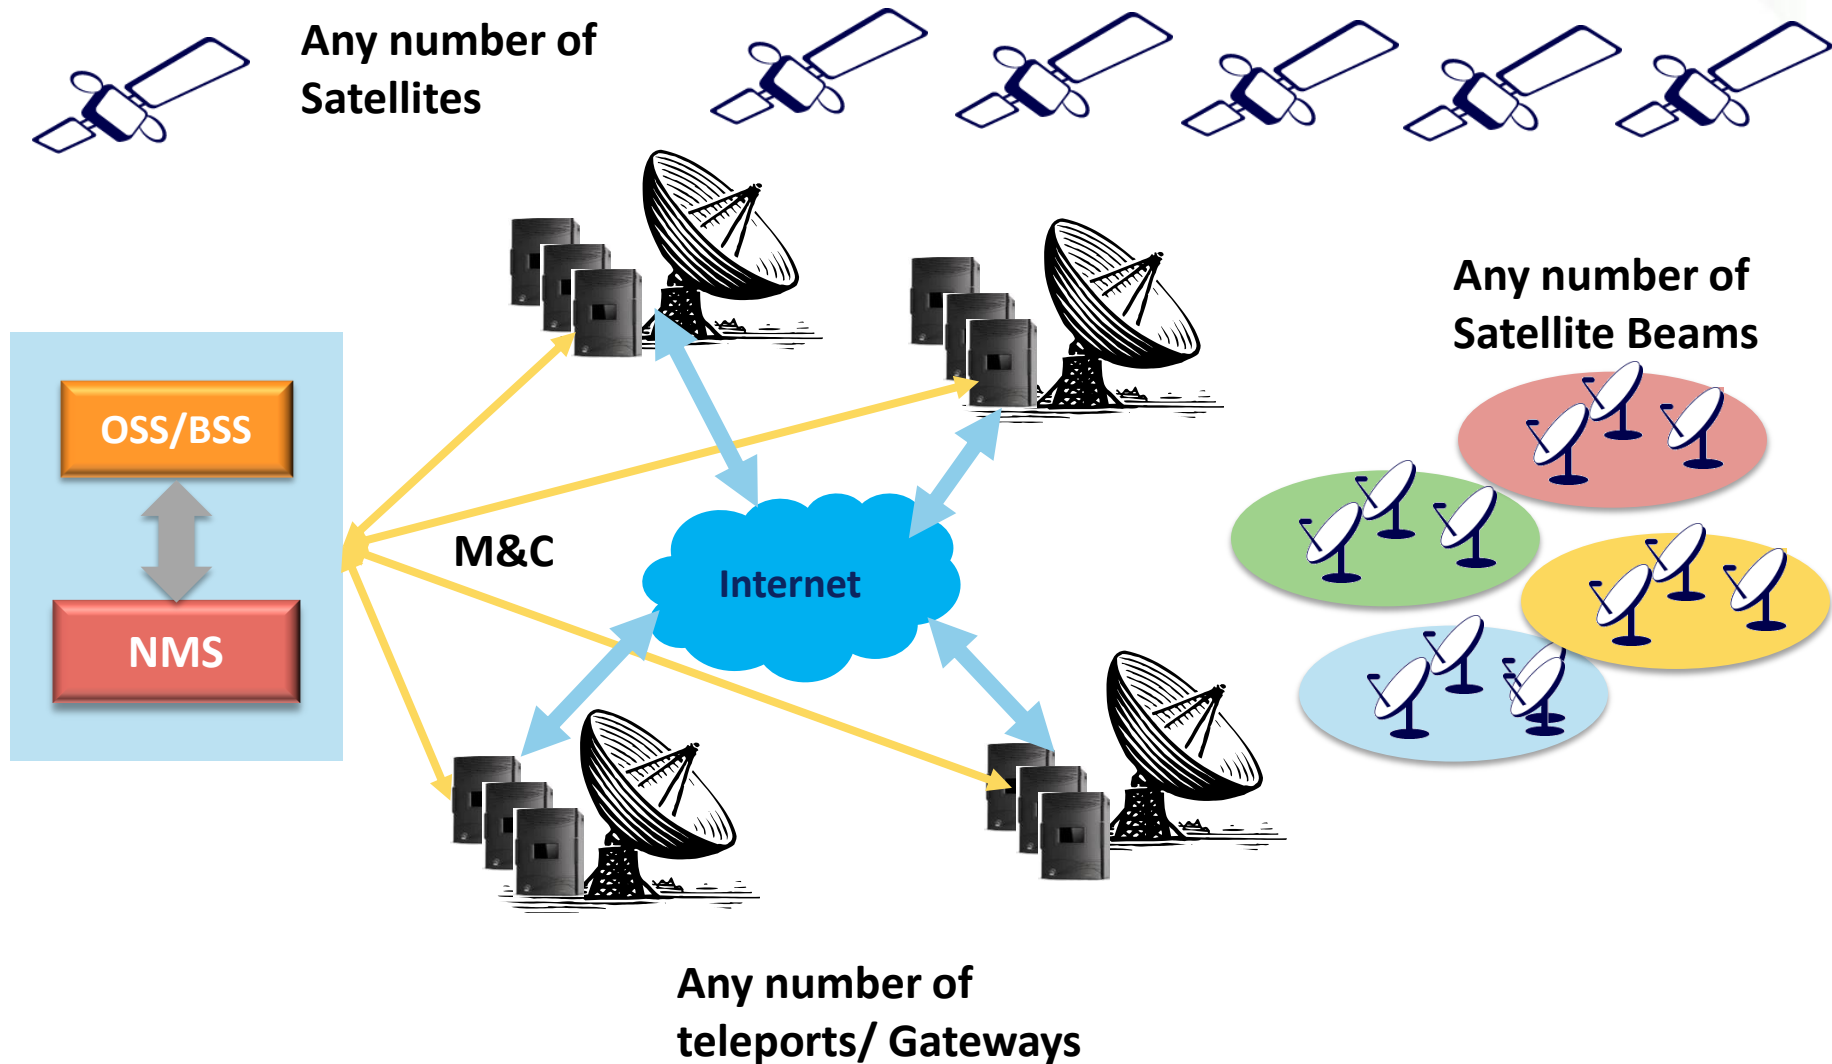 Any number of
Satellites
Any number of
Satellite Beams
OSS/BSS
M&C
Internet
NMS
Any number of
teleports/ Gateways